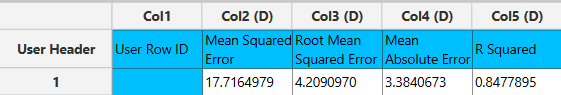 Col1 Col2 (D) Col3 (D) Col4 (D) Col5 (D)
User Header User Row ID Mean Squared Error Root Mean Squared Error Mean Absolute Error R Squared
1 17.7164979 4.2090970 3.3840673 0.8477895